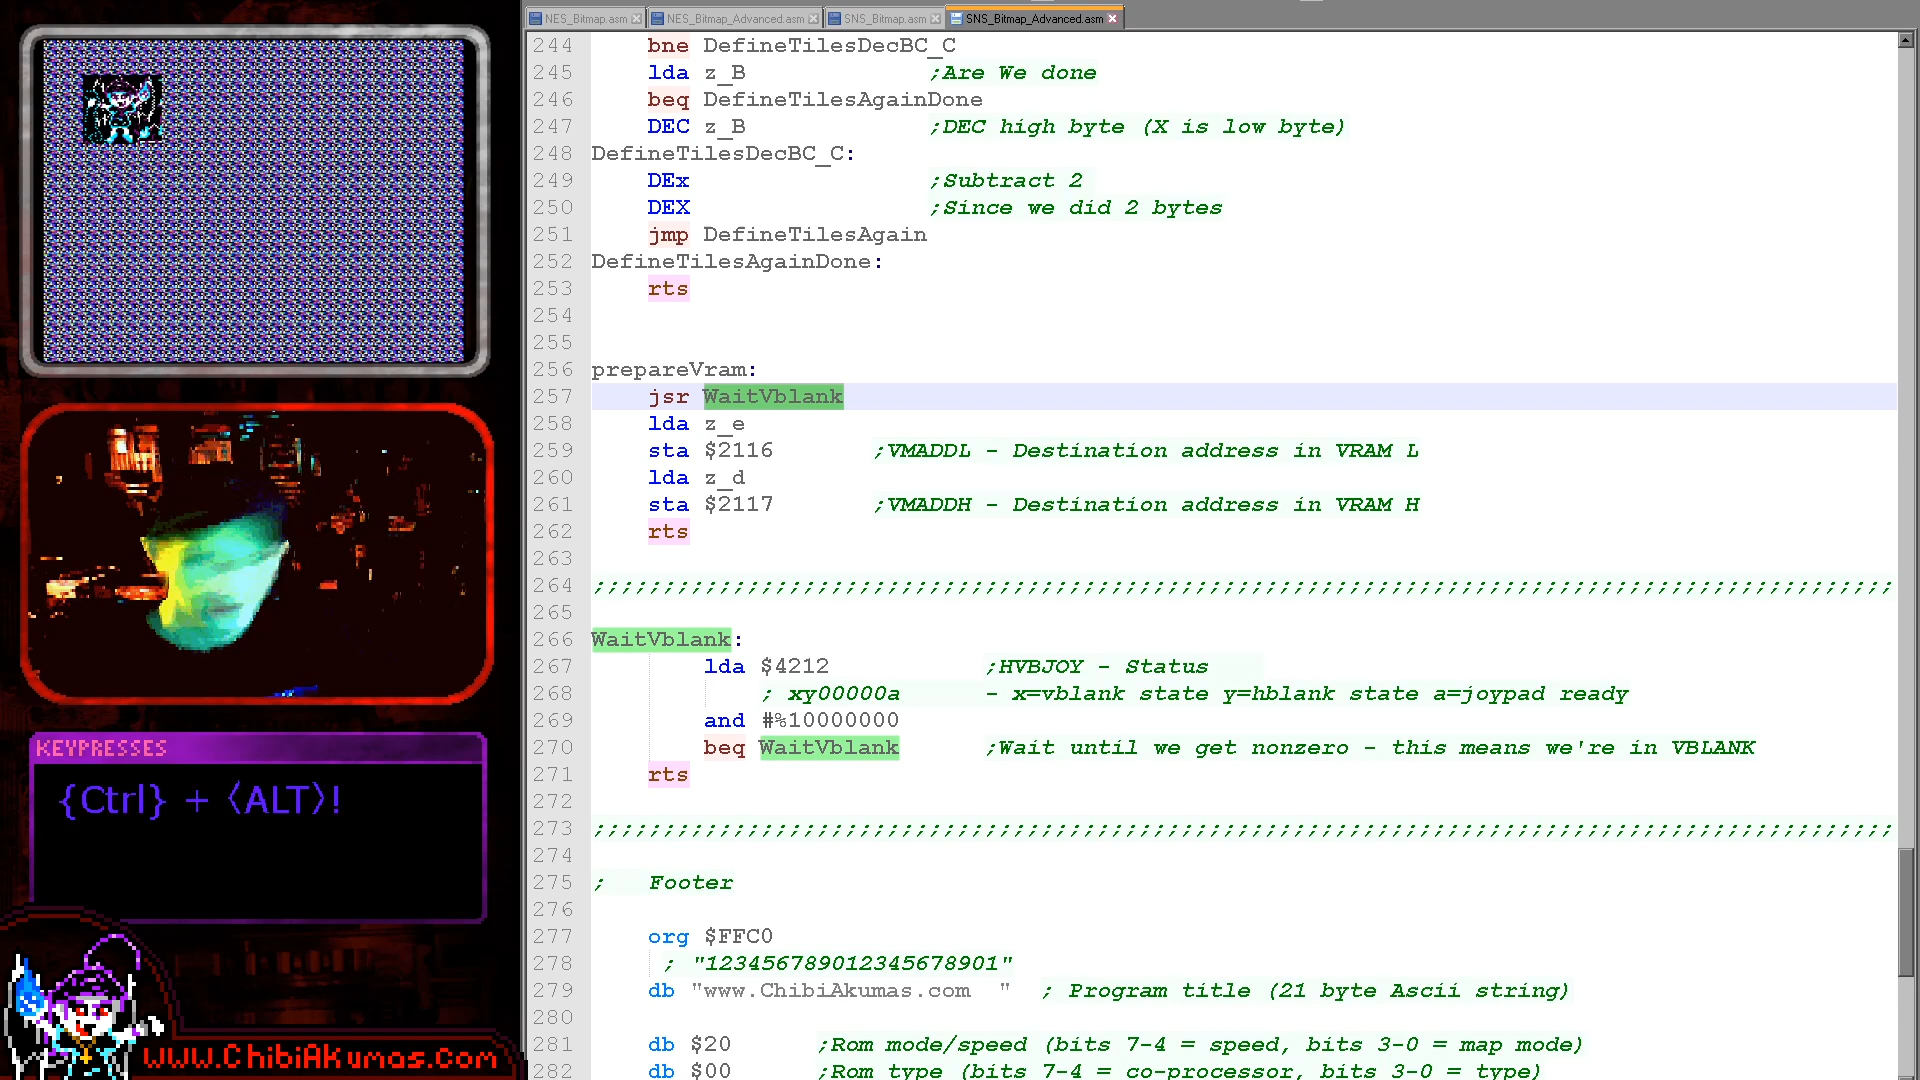 NES_Bitmap.asm NES_Bitmap_Advanced.asm SNS_Bitmap.asm SNS_Bitmap_Advanced.asm
244 bne DefineTilesDecBC_C
245 lda z_B ;Are We done
246 beq DefineTilesAgainDone
247 DEC z_B ;DEC high byte (X is low byte)
248 DefineTilesDecBC_C:
249 DEx ;Subtract 2
250 DEX ;Since we did 2 bytes
251 jmp DefineTilesAgain
252 DefineTilesAgainDone:
253 rts
254
255
256 prepareVram:
257 jsr WaitVblank
258 lda z_e
259 sta $2116 ;VMADDL - Destination address in VRAM L
260 lda z_d
261 sta $2117 ;VMADDH - Destination address in VRAM H
262 rts
263
264 ;;;;;;;;;;;;;;;;;;;;;;;;;;;;;;;;;;;;;;;;;;;;;;;;;;;;;;;;;;;;;;;;;;;;;;;;;;;;;;;;;;;;;;;;;;;;;
265
266 WaitVblank:
267 lda $4212 ;HVBJOY - Status
268 ; xy00000a - x=vblank state y=hblank state a=joypad ready
269 and #%10000000
270 beq WaitVblank ;Wait until we get nonzero - this means we're in VBLANK
271 rts
272
273 ;;;;;;;;;;;;;;;;;;;;;;;;;;;;;;;;;;;;;;;;;;;;;;;;;;;;;;;;;;;;;;;;;;;;;;;;;;;;;;;;;;;;;;;;;;;;;
274
275 ; Footer
276
277 org $FFC0
278 ; "123456789012345678901"
279 db "www.ChibiAkumas.com  " ; Program title (21 byte Ascii string)
280
281 db $20 ;Rom mode/speed (bits 7-4 = speed, bits 3-0 = map mode)
282 db $00 ;Rom type (bits 7-4 = co-processor, bits 3-0 = type)
KEYPRESSES
{Ctrl} + 〈ALT〉!
www.ChibiAkumas.com